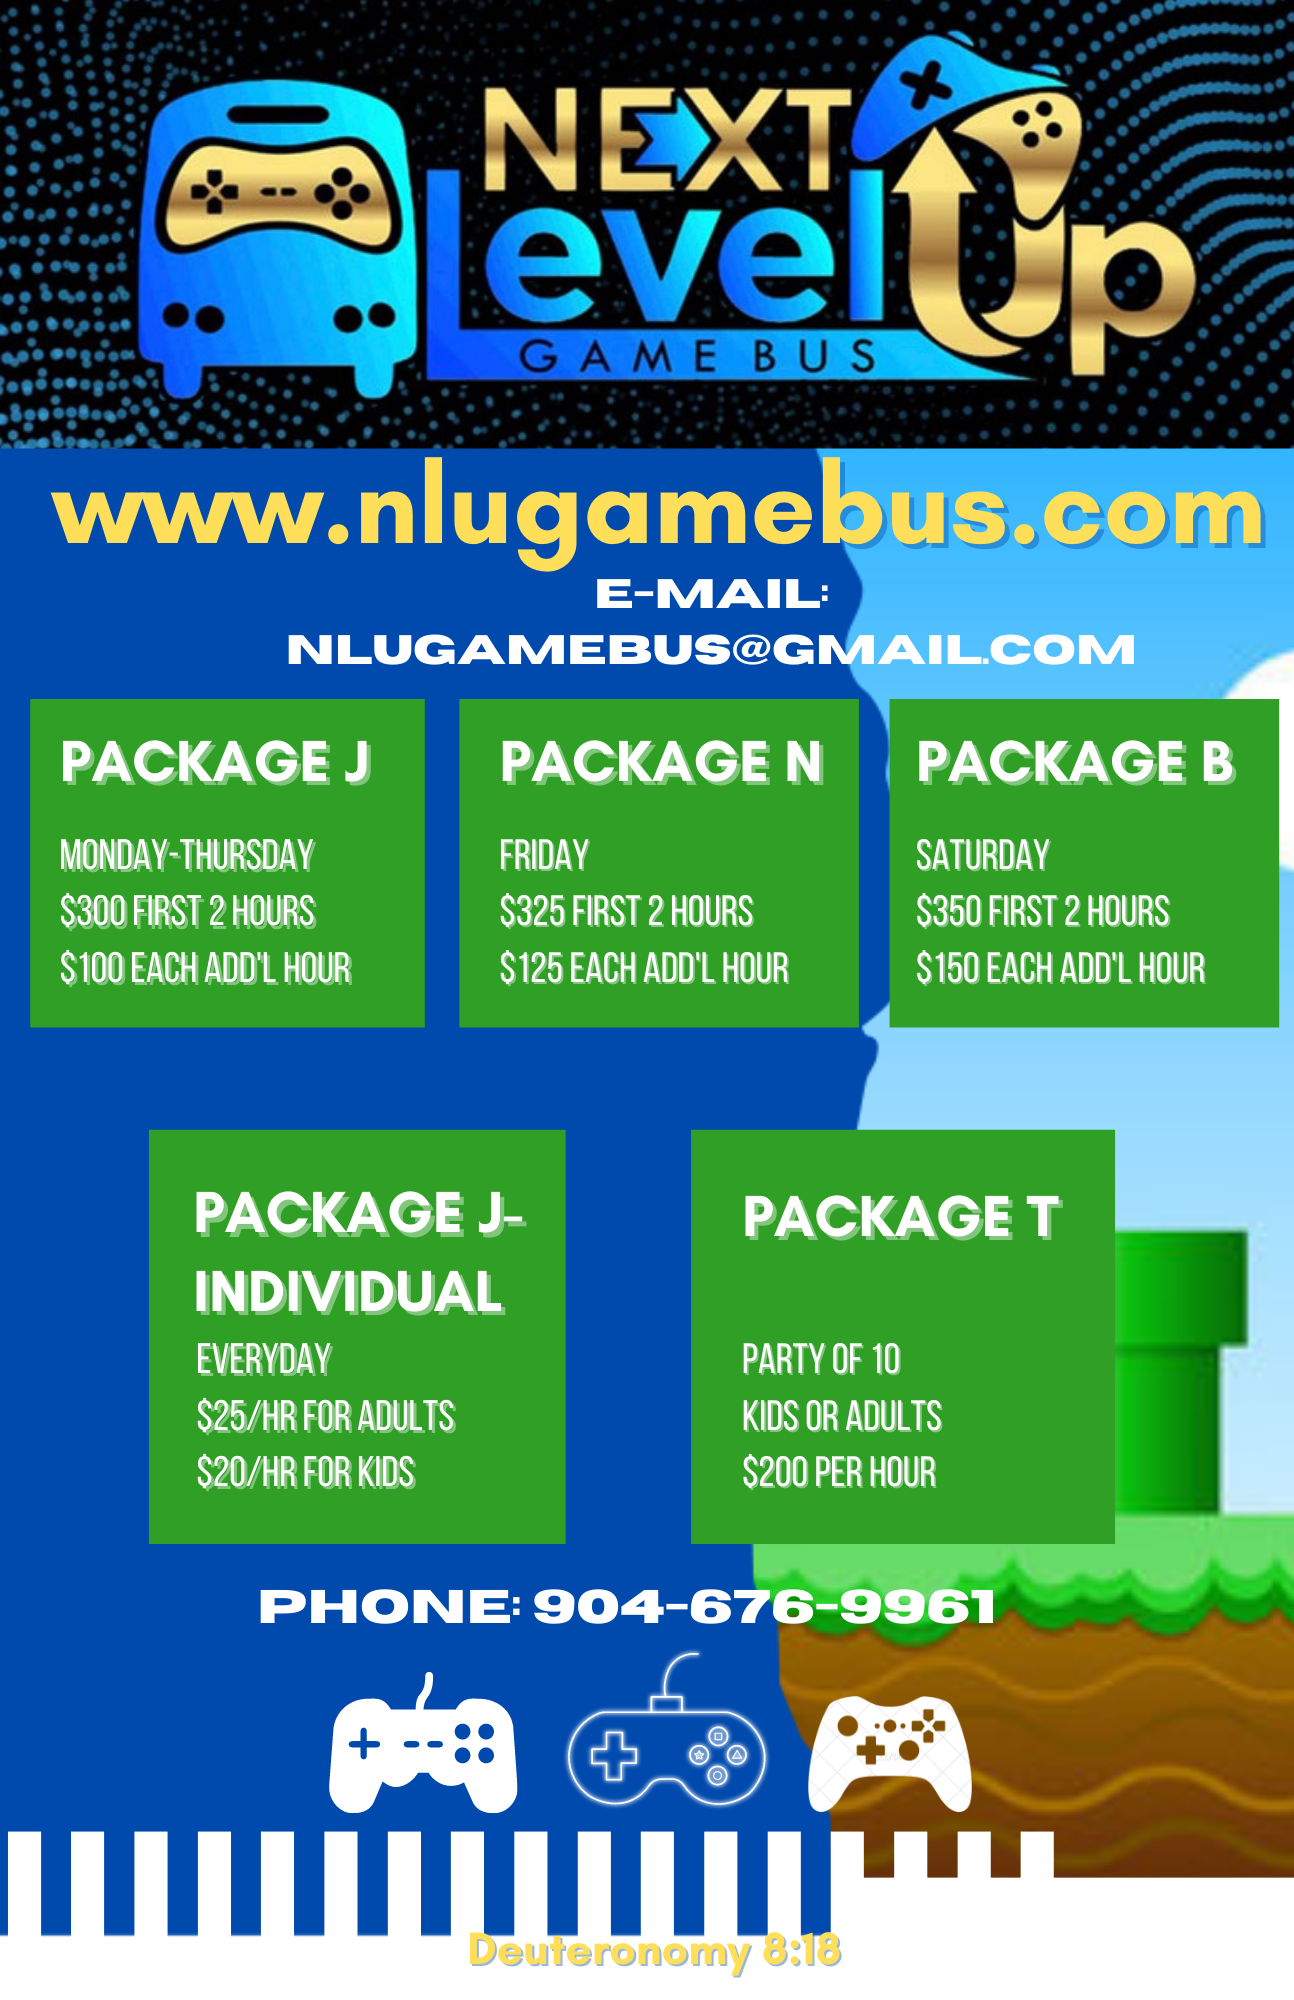 NEXT
Level Up
GAME BUS
www.nlugamebus.com
E-MAIL:
NLUGAMEBUS@GMAIL.COM
PACKAGE J
MONDAY-THURSDAY
$300 FIRST 2 HOURS
$100 EACH ADD'L HOUR
PACKAGE N
FRIDAY
$325 FIRST 2 HOURS
$125 EACH ADD'L HOUR
PACKAGE B
SATURDAY
$350 FIRST 2 HOURS
$150 EACH ADD'L HOUR
PACKAGE J-
INDIVIDUAL
EVERYDAY
$25/HR FOR ADULTS
$20/HR FOR KIDS
PACKAGE T
PARTY OF 10
KIDS OR ADULTS
$200 PER HOUR
PHONE: 904-676-9961
Deuteronomy 8:18